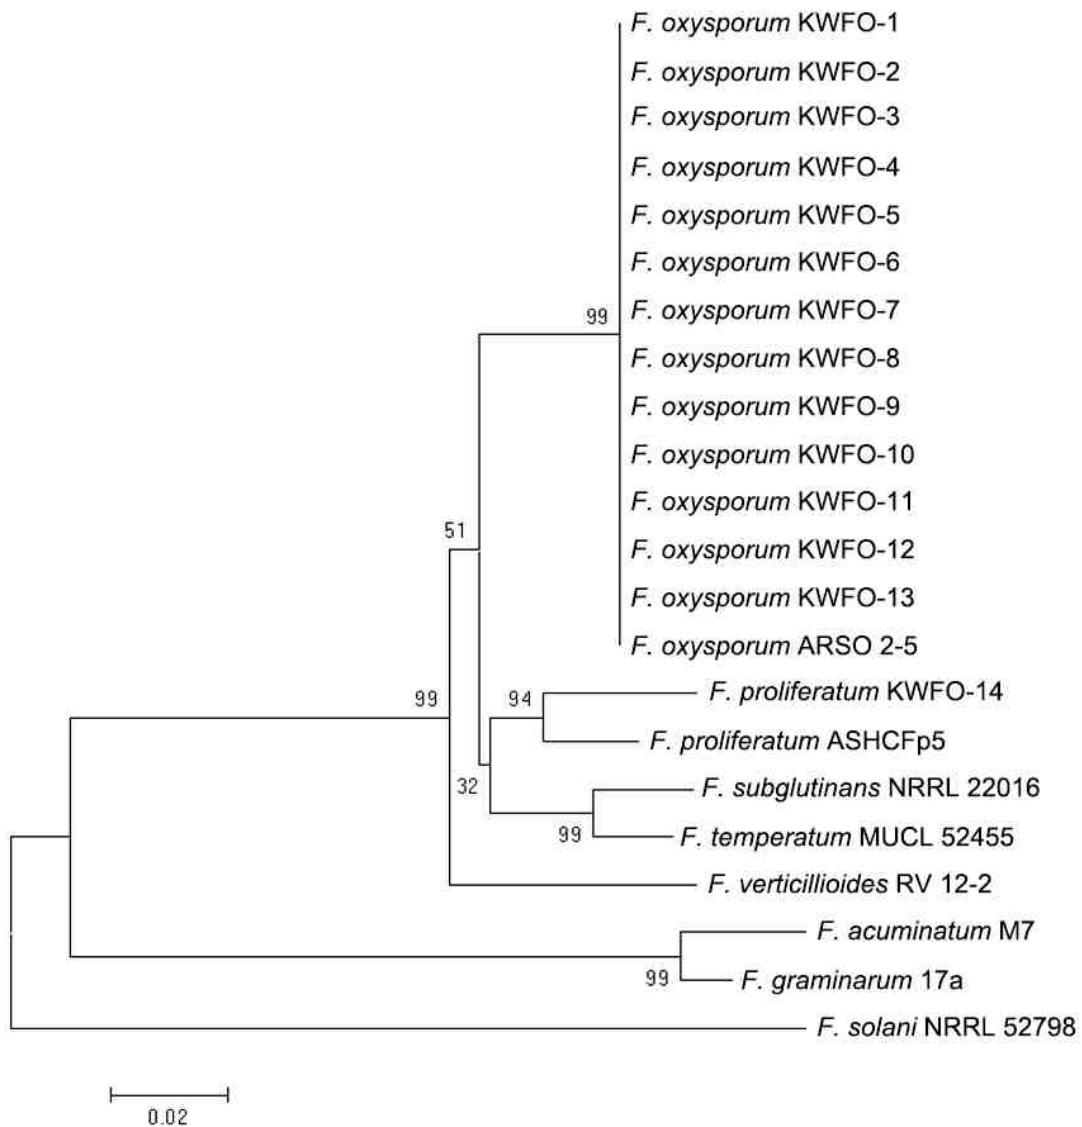 F. oxysporum KWFO-1
F. oxysporum KWFO-2
F. oxysporum KWFO-3
F. oxysporum KWFO-4
F. oxysporum KWFO-5
F. oxysporum KWFO-6
F. oxysporum KWFO-7
99
F. oxysporum KWFO-8
F. oxysporum KWFO-9
F. oxysporum KWFO-10
F. oxysporum KWFO-11
51
F. oxysporum KWFO-12
F. oxysporum KWFO-13
F. oxysporum ARSO 2-5
99
94
F. proliferatum KWFO-14
F. proliferatum ASHCFp5
32
F. subglutinans NRRL 22016
99
F. temperatum MUCL 52455
F. verticillioides RV 12-2
F. acuminatum M7
99
F. graminarum 17a
F. solani NRRL 52798
0.02